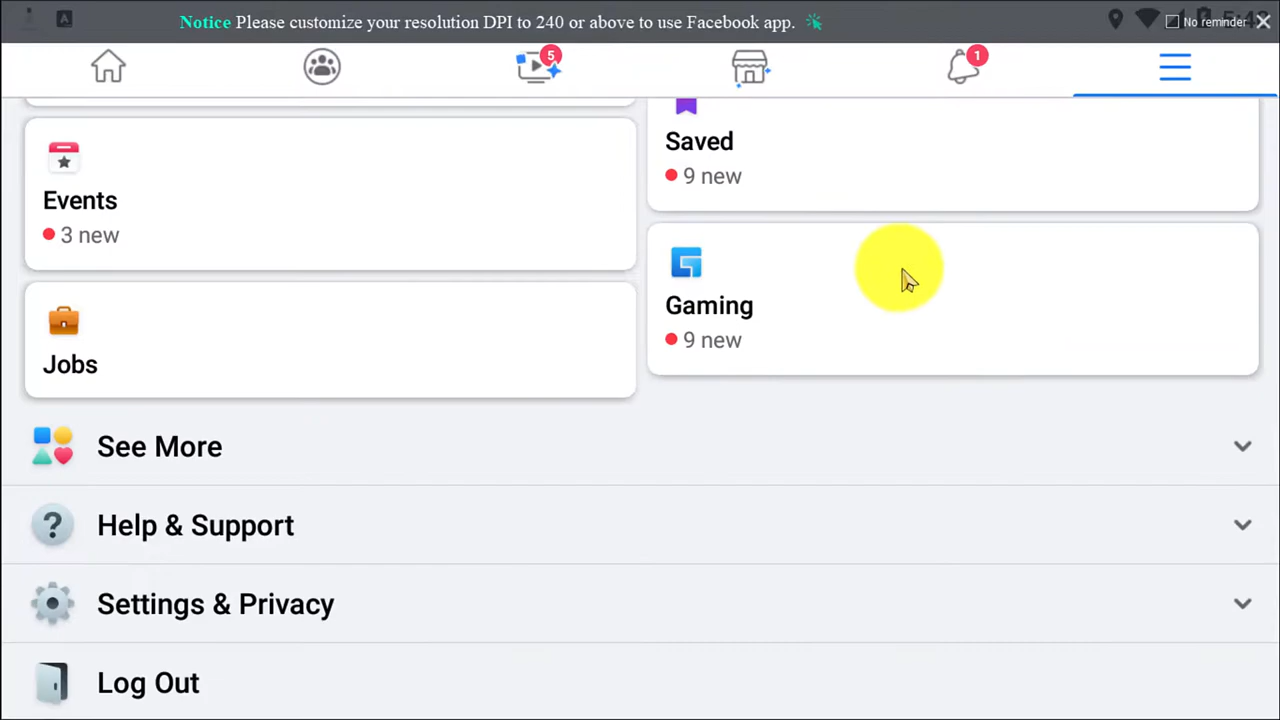 Notice Please customize your resolution DPI to 240 or above to use Facebook app.
No reminder
5
1
Saved
9 new
Events
3 new
Gaming
9 new
Jobs
See More
Help & Support
Settings & Privacy
Log Out